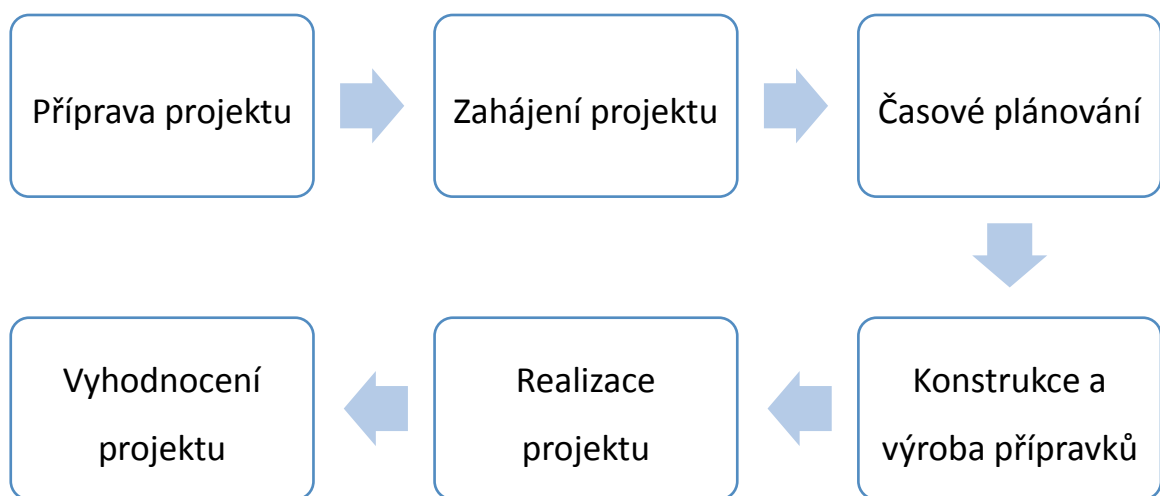 Příprava projektu
Zahájení projektu
Časové plánování
Konstrukce a
výroba přípravků
Realizace
projektu
Vyhodnocení
projektu